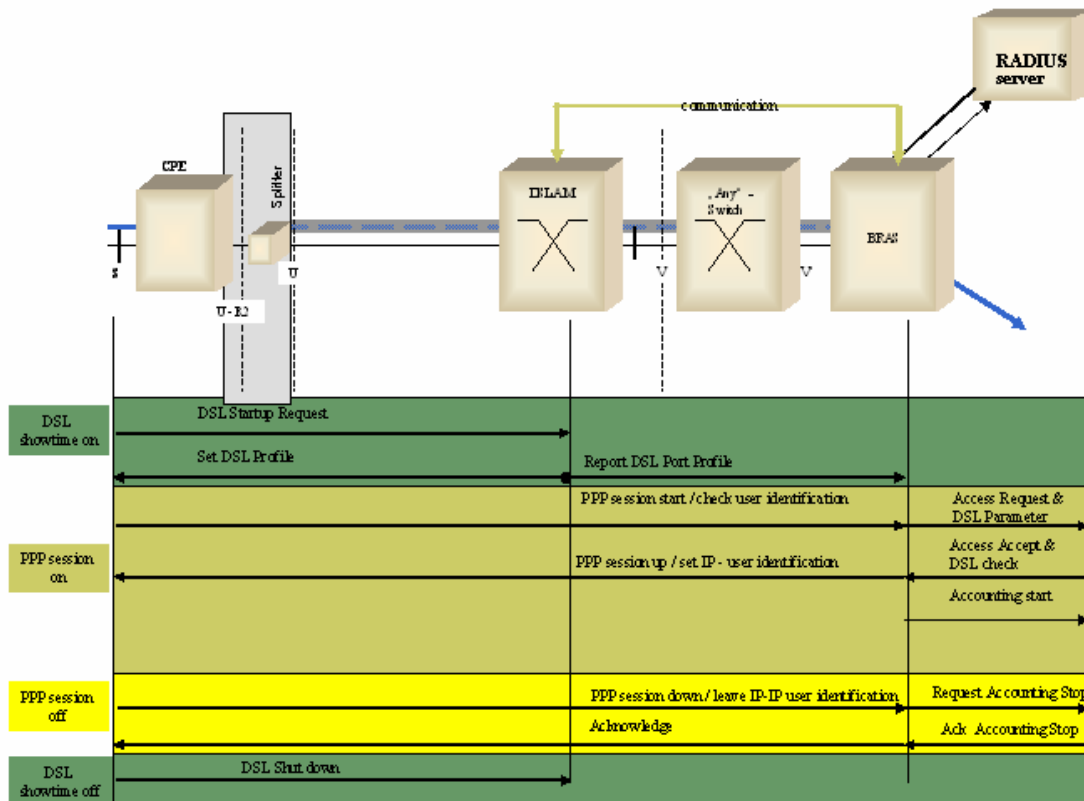 RADIUS
server
communication
CPE
Splitter
DSLAM
„Any“ -
Switch
BRAS
S
U
V
V
U - R2
DSL
showtime on
DSL Startup Request
Set DSL Profile
Report DSL Port Profile
PPP session
on
PPP session start / check user identification
Access Request &
DSL Parameter
PPP session up / set IP - user identification
Access Accept &
DSL check
Accounting start
PPP session
off
PPP session down / leave IP-IP user identification
Request Accounting Stop
Acknowledge
Ack Accounting Stop
DSL
showtime off
DSL Shut down